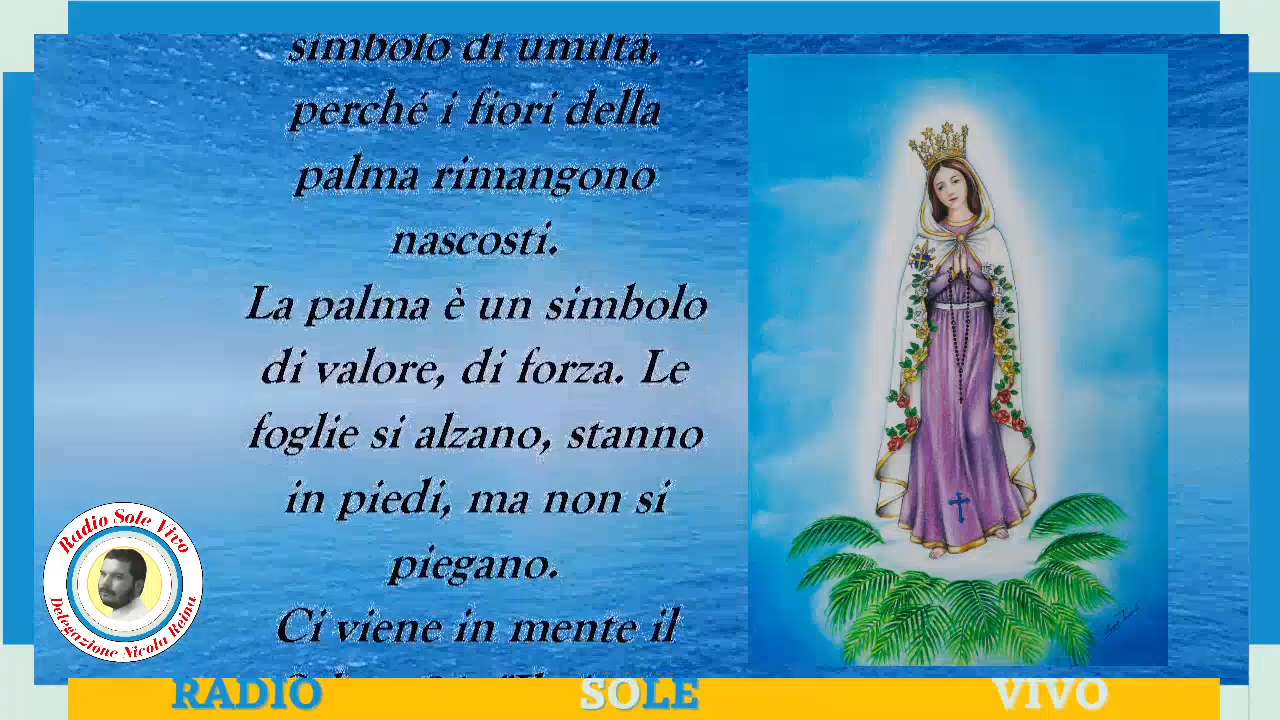 simbolo di umiltà,
perché i fiori della
palma rimangono
nascosti.
La palma è un simbolo
di valore, di forza. Le
foglie si alzano, stanno
in piedi, ma non si
piegano.
Ci viene in mente il
Radio Sole Vivo
Delegazione Nicola Reina
RADIO SOLE VIVO